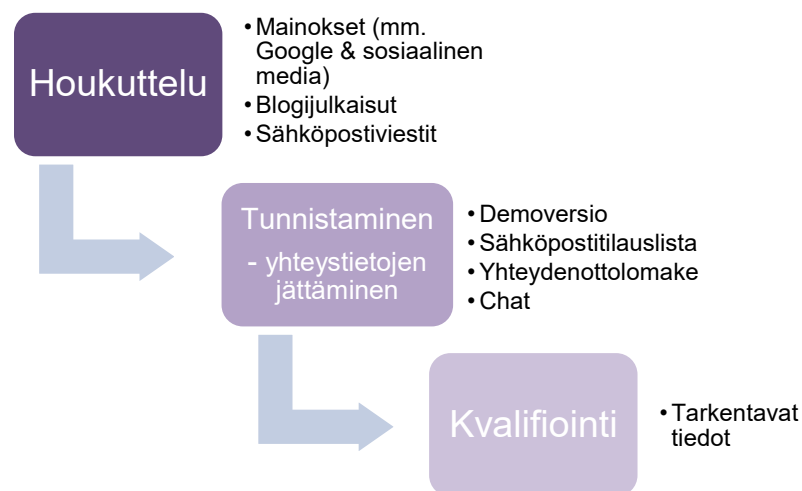 Houkuttelu
• Mainokset (mm.
Google & sosiaalinen
media)
• Blogijulkaisut
• Sähköpostiviestit
Tunnistaminen
- yhteystietojen
jättäminen
• Demoversio
• Sähköpostitilauslista
• Yhteydenottolomake
• Chat
Kvalifiointi
• Tarkentavat
tiedot